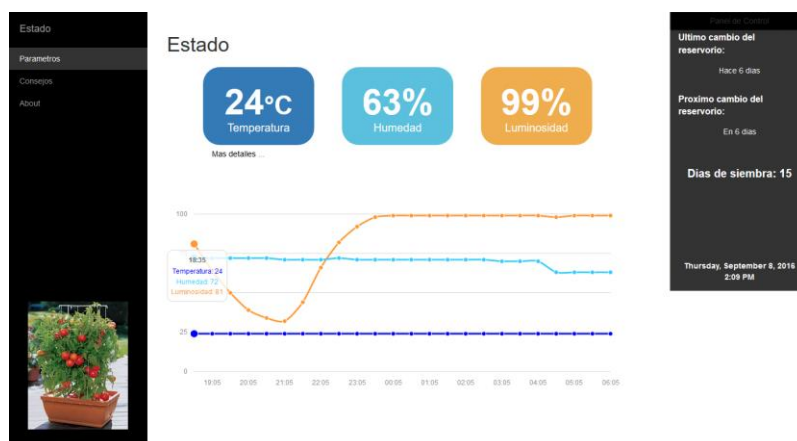 Estado
Parametros
Consejos
About
Estado
24°C
Temperatura
63%
Humedad
99%
Luminosidad
Mas detalles ...
100
25
0
18:35
Temperatura: 24
Humedad: 72
Luminosidad: 81
19:05
20:05
21:05
22:05
23:05
00:05
01:05
02:05
03:05
04:05
05:05
06:05
Panel de Control
Ultimo cambio del
reservorio:
Hace 6 dias
Proximo cambio del
reservorio:
En 6 dias
Dias de siembra: 15
Thursday, September 8, 2016
2:09 PM